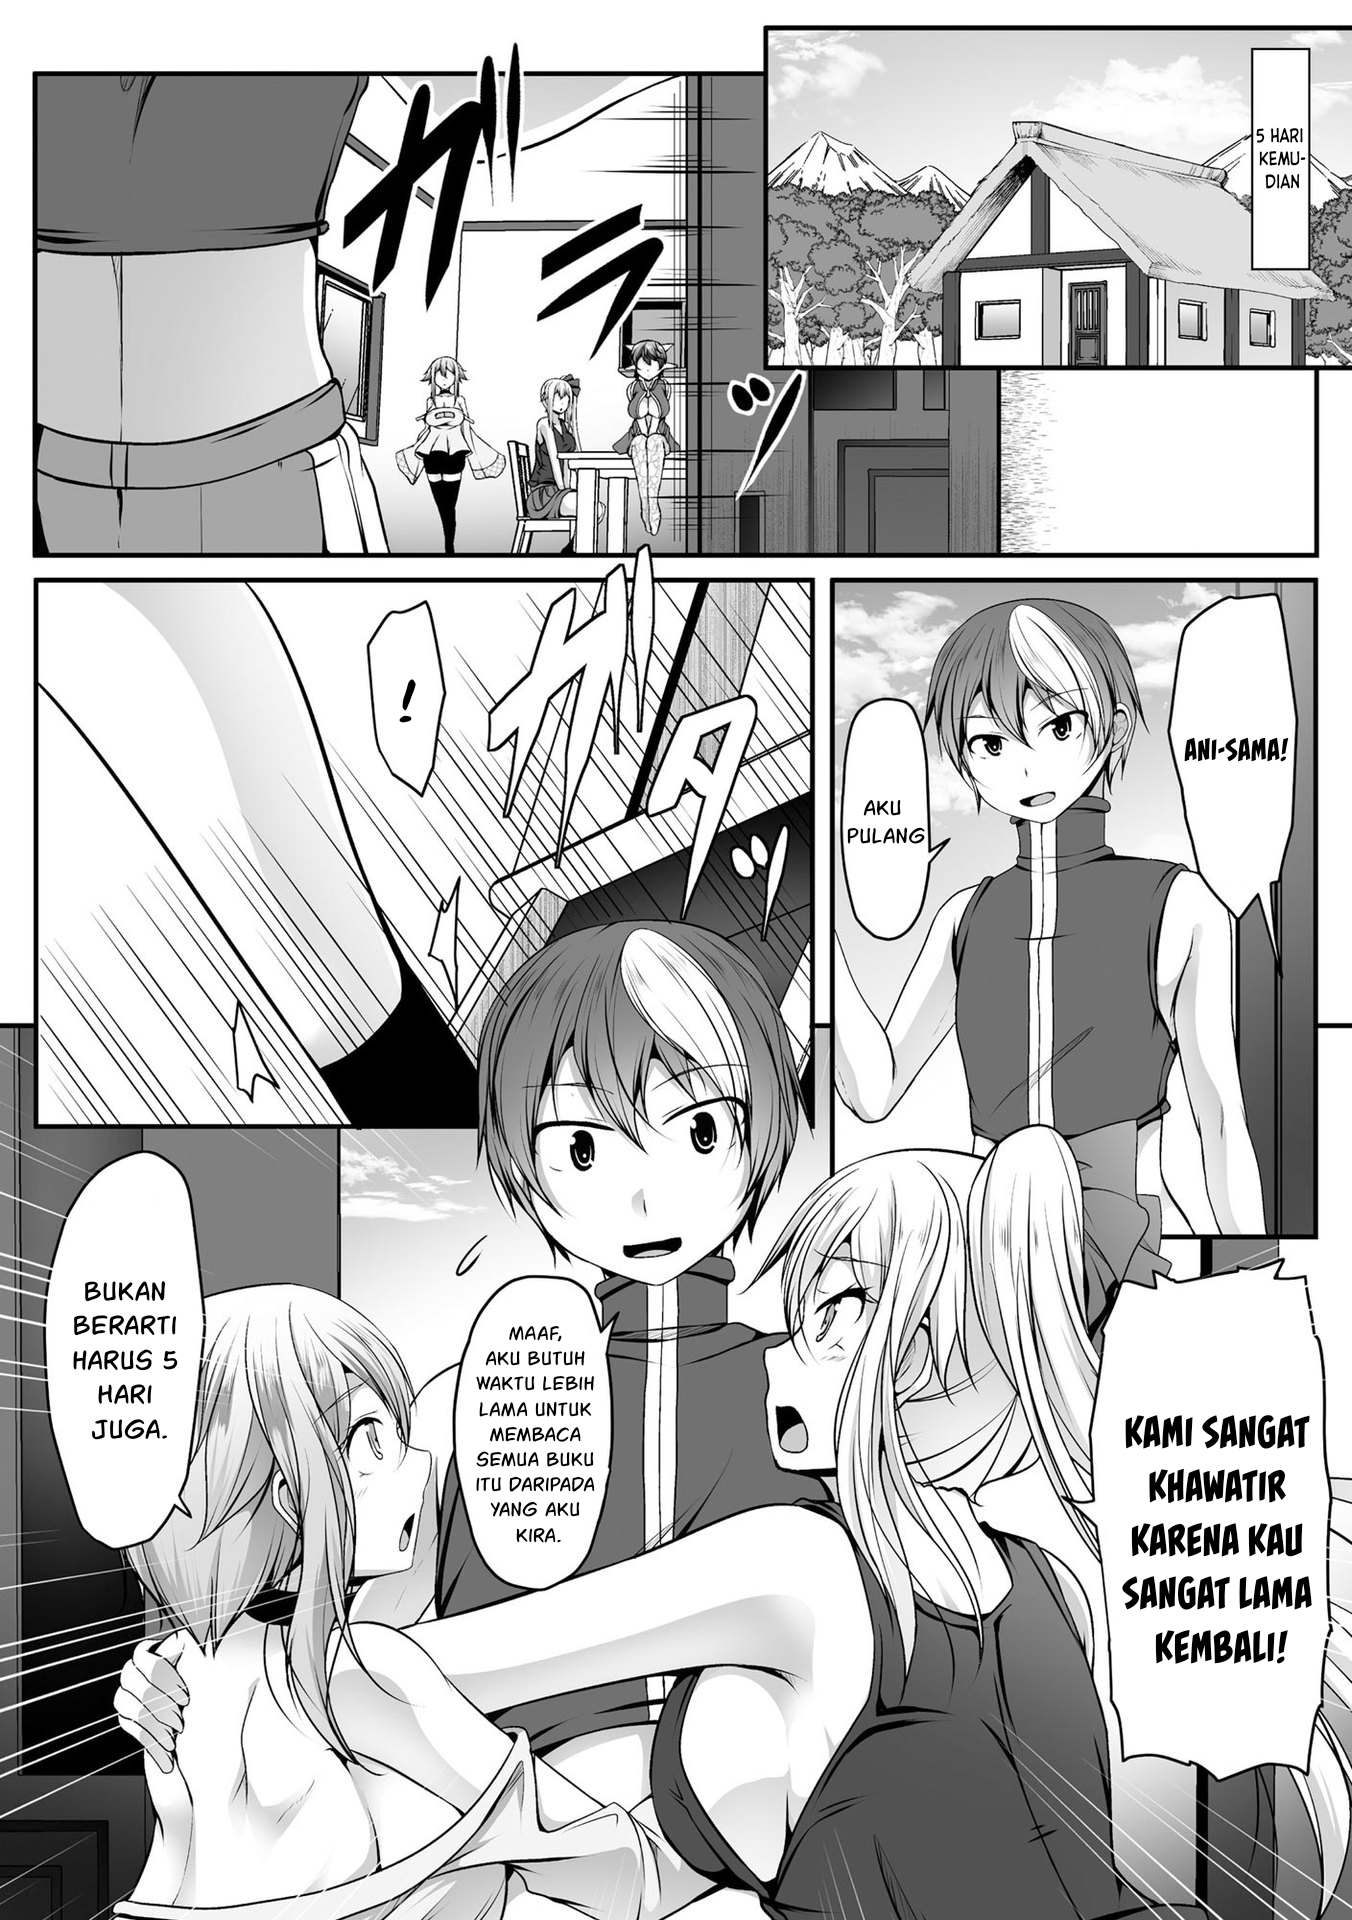 5 HARI
KEMU-
DIAN
ガラッ
ANI-SAMA!
AKU
PULANG
!
ガタッ
KAMI SANGAT
KHAWATIR
KARENA KAU
SANGAT LAMA
KEMBALI!
MAAF,
AKU BUTUH
WAKTU LEBIH
LAMA UNTUK
MEMBACA
SEMUA BUKU
ITU DARIPADA
YANG AKU
KIRA.
BUKAN
BERARTI
HARUS 5
HARI
JUGA.